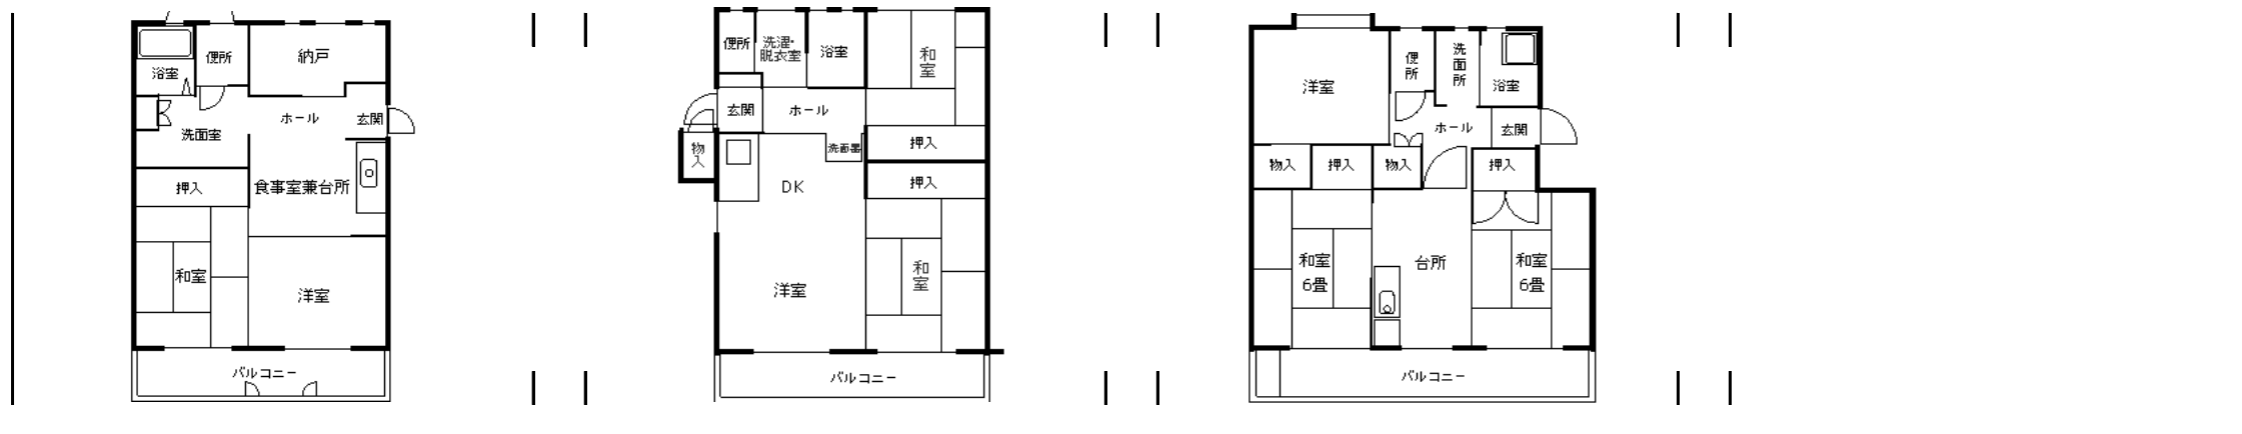 便所
納戸
浴室
ホール
玄関
洗面室
押入
食事室兼台所
和室
洋室
バルコニー
便所
洗濯・
脱衣室
浴室
和
室
玄関
ホール
物
入
洗面器
押入
DK
押入
和
室
洋室
バルコニー
洋室
便
所
洗
面
所
浴室
ホール
玄関
物入
押入
物入
押入
和室
6畳
台所
和室
6畳
バルコニー